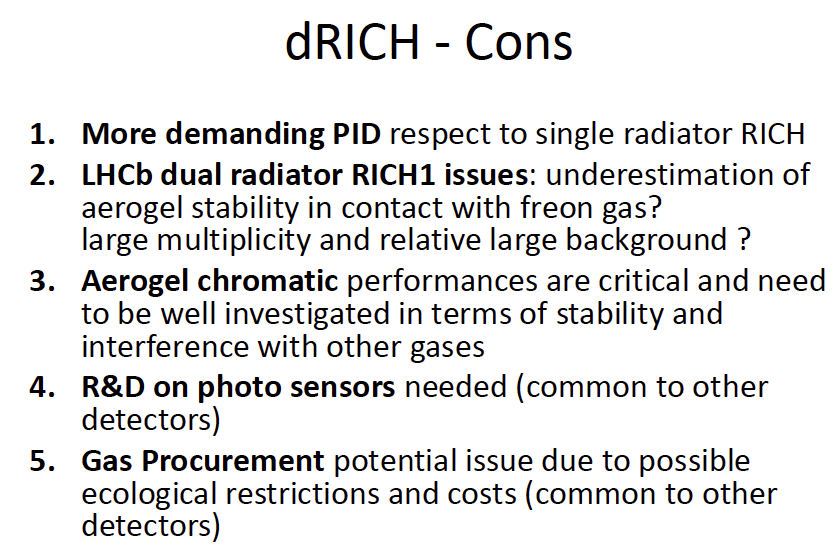 dRICH - Cons
1. More demanding PID respect to single radiator RICH
2. LHCb dual radiator RICH1 issues: underestimation of
aerogel stability in contact with freon gas?
large multiplicity and relative large background ?
3. Aerogel chromatic performances are critical and need
to be well investigated in terms of stability and
interference with other gases
4. R&D on photo sensors needed (common to other
detectors)
5. Gas Procurement potential issue due to possible
ecological restrictions and costs (common to other
detectors)